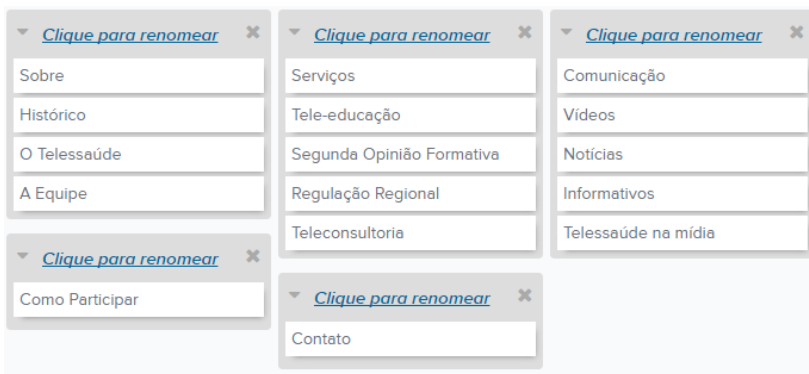 Clique para renomear
Sobre
Histórico
O Telessaúde
A Equipe
Clique para renomear
Como Participar
Clique para renomear
Serviços
Tele-educação
Segunda Opinião Formativa
Regulação Regional
Teleconsultoria
Clique para renomear
Contato
Clique para renomear
Comunicação
Vídeos
Notícias
Informativos
Telessaúde na mídia